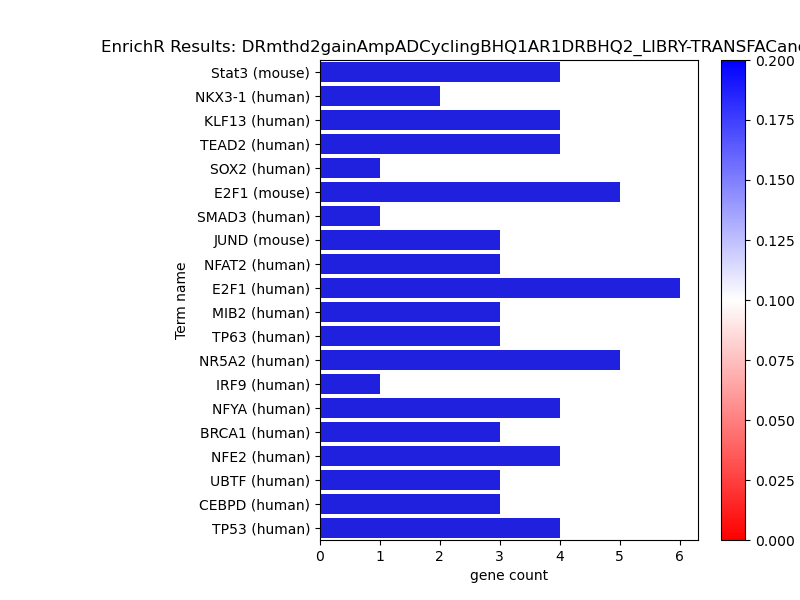 EnrichR Results: DRmthd2gainAmpADCyclingBHQ1AR1DRBHQ2_LIBRY-TRANSFACan
Stat3 (mouse)
NKX3-1 (human)
KLF13 (human)
TEAD2 (human)
SOX2 (human)
E2F1 (mouse)
SMAD3 (human)
JUND (mouse)
NFAT2 (human)
E2F1 (human)
MIB2 (human)
TP63 (human)
NR5A2 (human)
IRF9 (human)
NFYA (human)
BRCA1 (human)
NFE2 (human)
UBTF (human)
CEBPD (human)
TP53 (human)
Term name
0 1 2 3 4 5 6
gene count
0.200
0.175
0.150
0.125
0.100
0.075
0.050
0.025
0.000